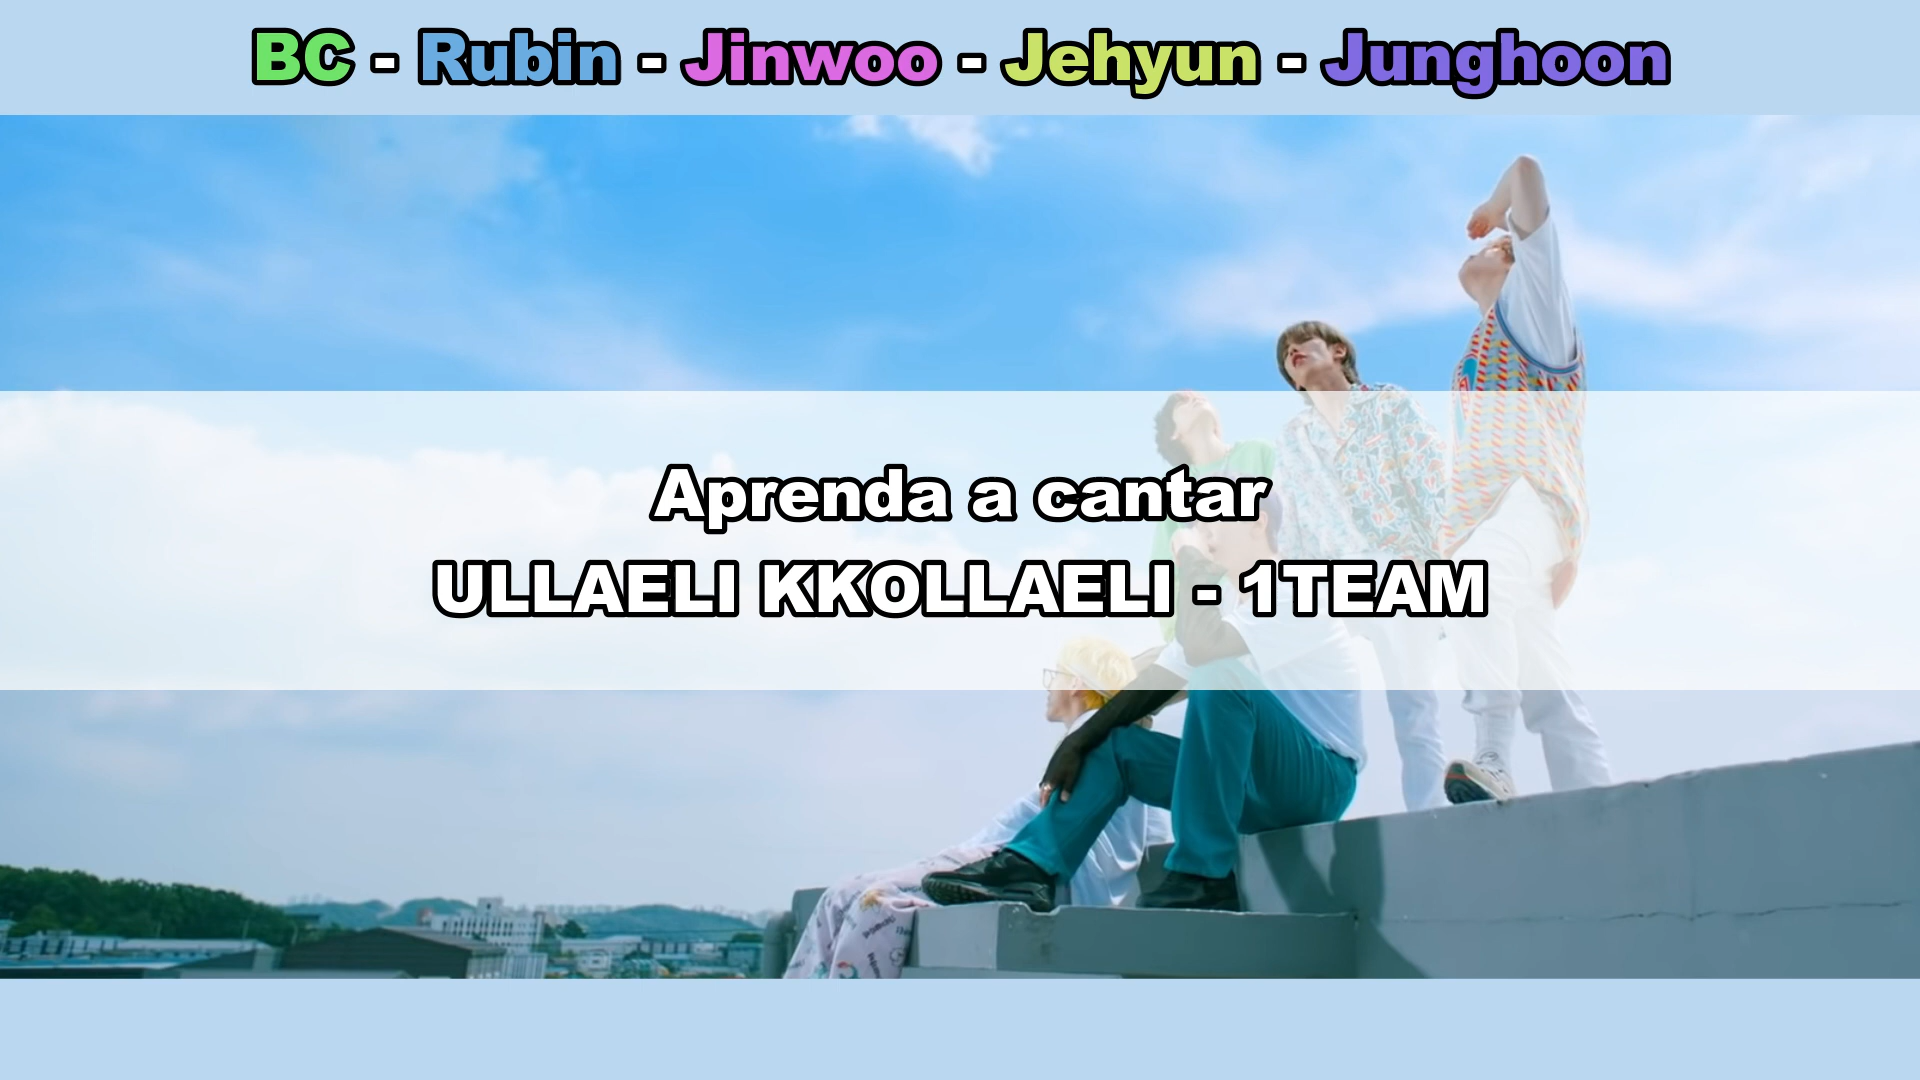 BC - Rubin - Jinwoo - Jehyun - Junghoon
Aprenda a cantar
ULLAELI KKOLLAELI - 1TEAM